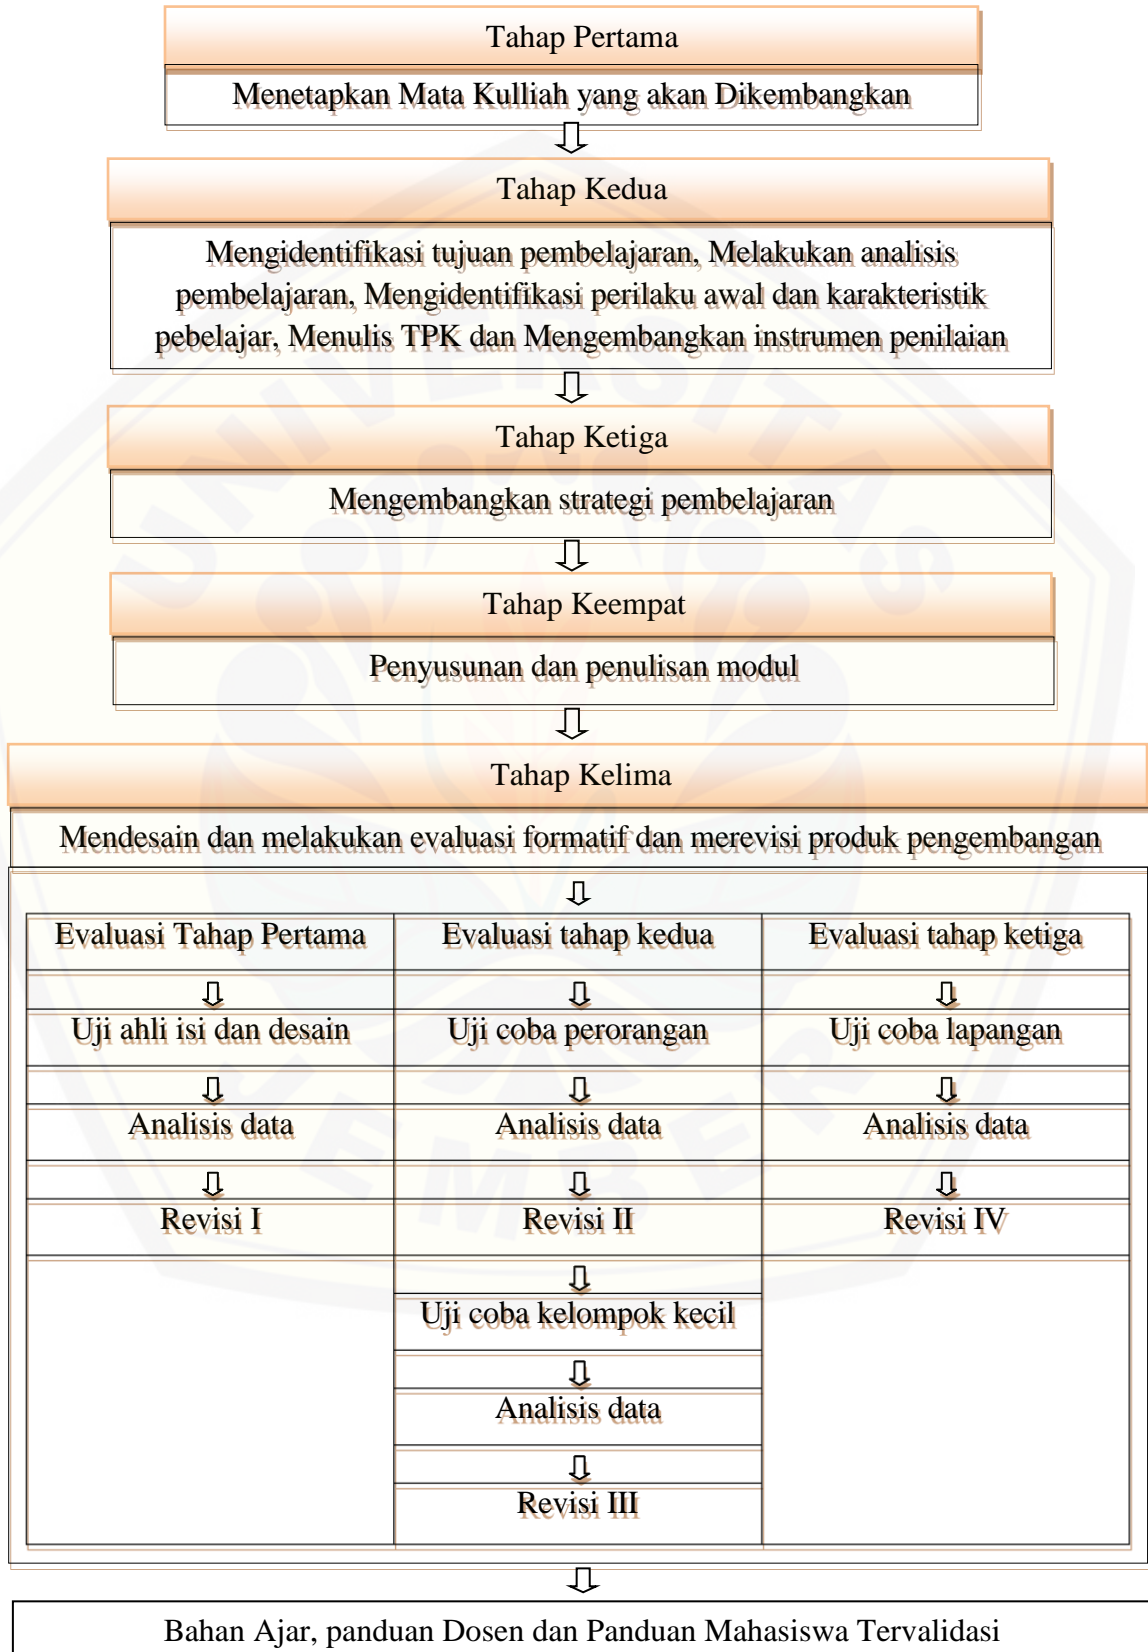 Tahap Pertama
Menetapkan Mata Kulliah yang akan Dikembangkan
Tahap Kedua
Mengidentifikasi tujuan pembelajaran, Melakukan analisis
pembelajaran, Mengidentifikasi perilaku awal dan karakteristik
pebelajar, Menulis TPK dan Mengembangkan instrumen penilaian
Tahap Ketiga
Mengembangkan strategi pembelajaran
Tahap Keempat
Penyusunan dan penulisan modul
Tahap Kelima
Mendesain dan melakukan evaluasi formatif dan merevisi produk pengembangan
Evaluasi Tahap Pertama
Uji ahli isi dan desain
Analisis data
Revisi I
Evaluasi tahap kedua
Uji coba perorangan
Analisis data
Revisi II
Uji coba kelompok kecil
Analisis data
Revisi III
Evaluasi tahap ketiga
Uji coba lapangan
Analisis data
Revisi IV
Bahan Ajar, panduan Dosen dan Panduan Mahasiswa Tervalidasi
UNIVERSITAS
JEMBER